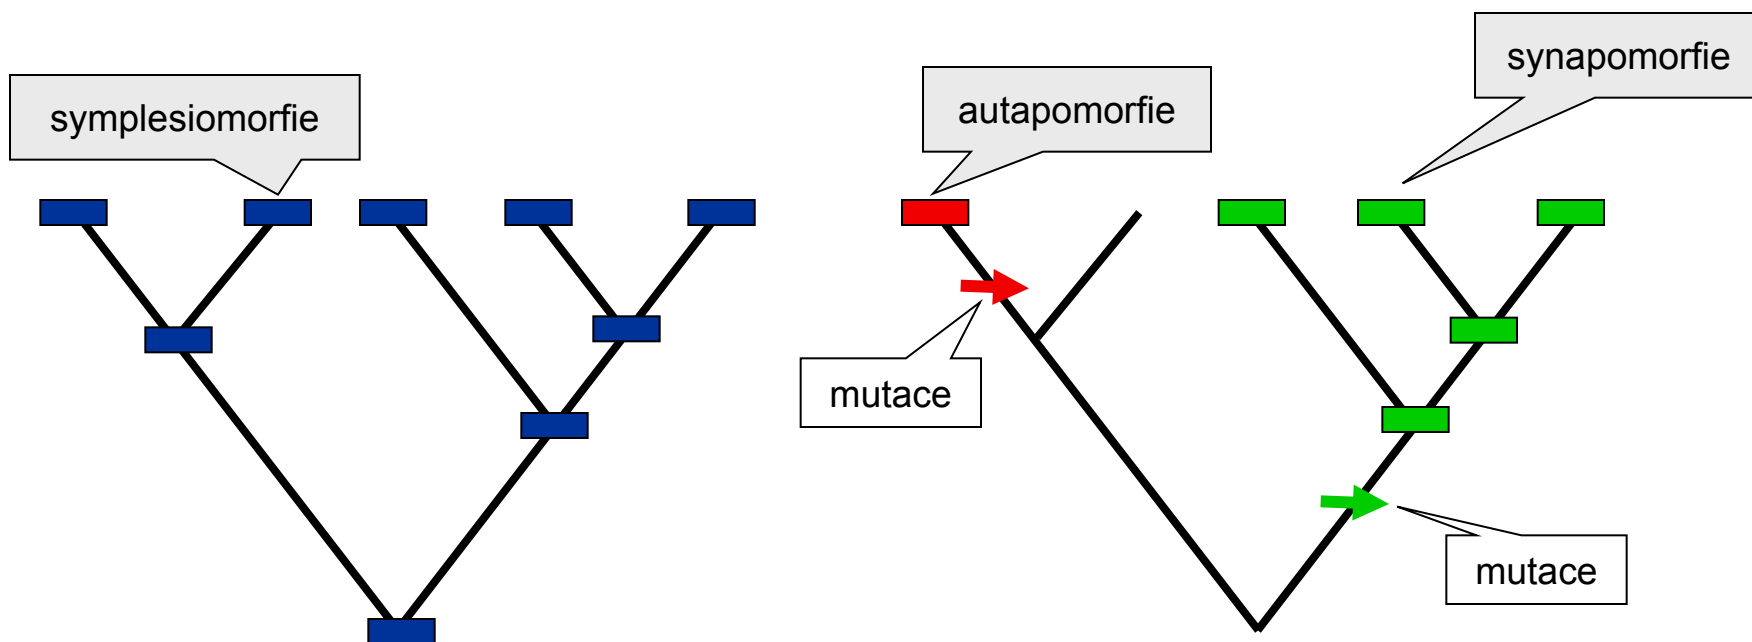 symplesiomorfie
autapomorfie
synapomorfie
mutace
mutace